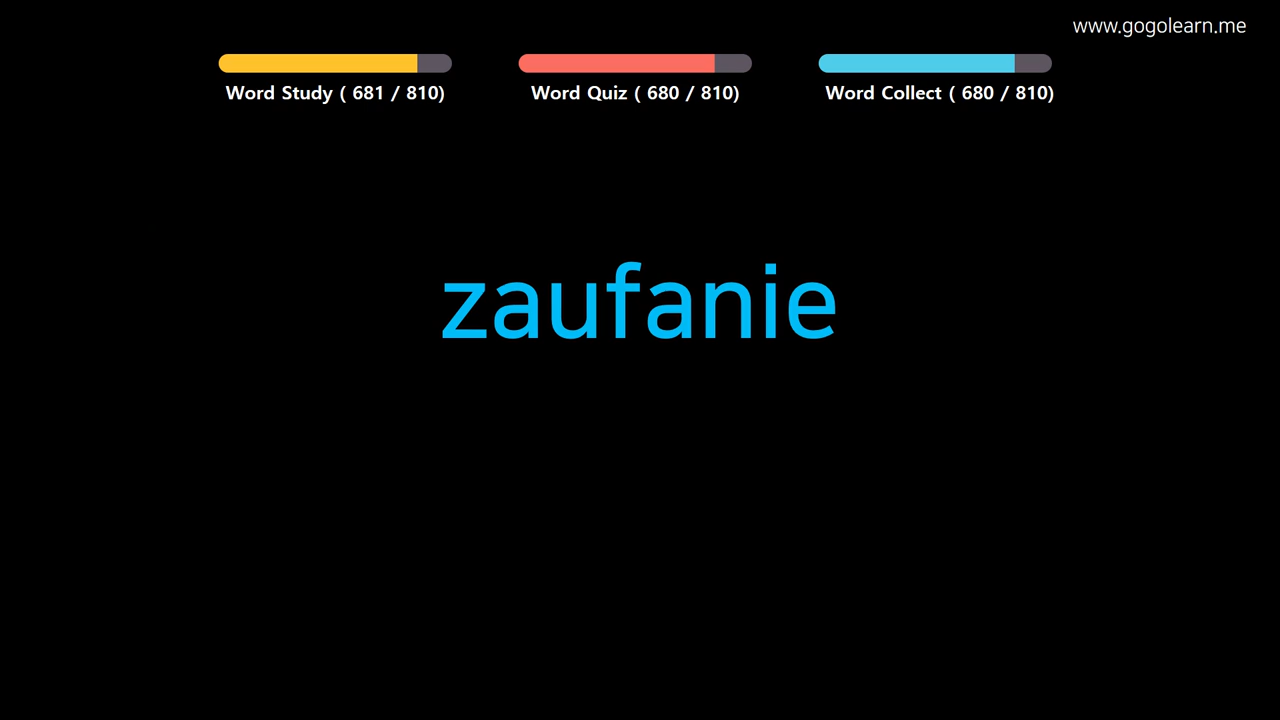 www.gogolearn.me
Word Study ( 681 / 810)
Word Quiz ( 680 / 810)
Word Collect ( 680 / 810)
zaufanie